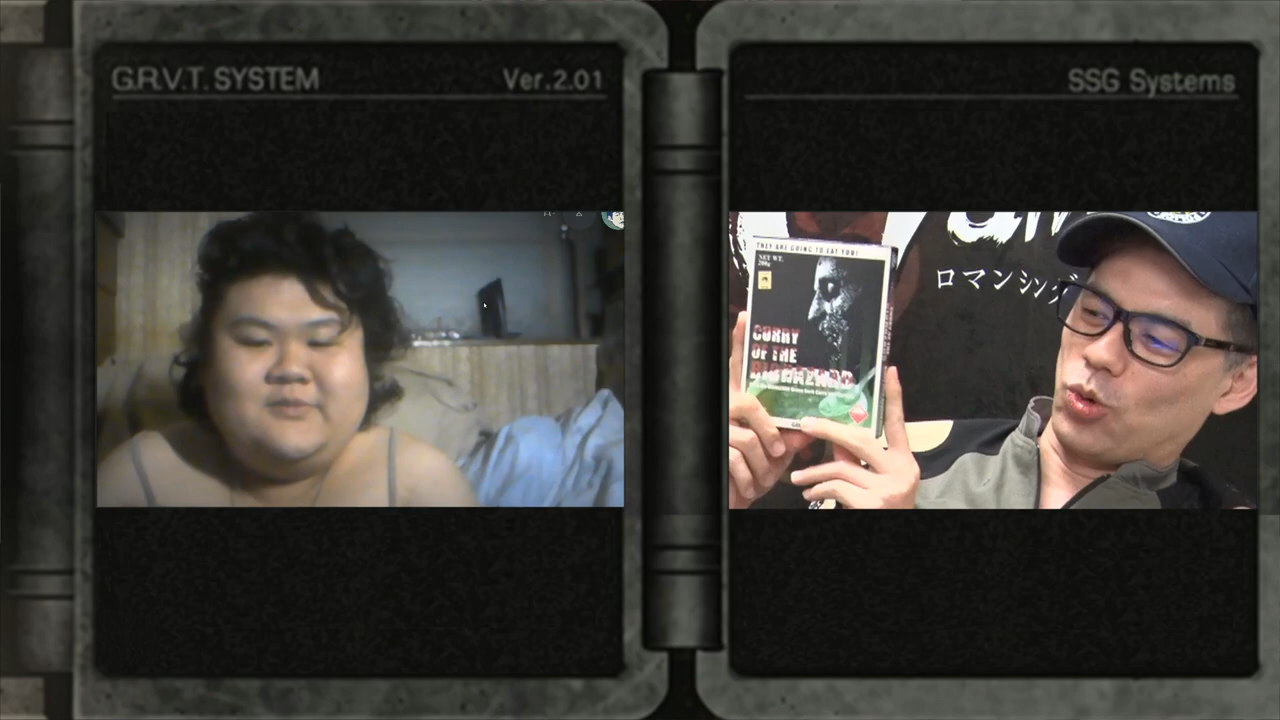 G.R.V.T. SYSTEM
Ver.2.01
SSG Systems
THEY ARE GOING TO EAT YOU!
NET WT.
200g
CURRY
OF THE
ロマンシング